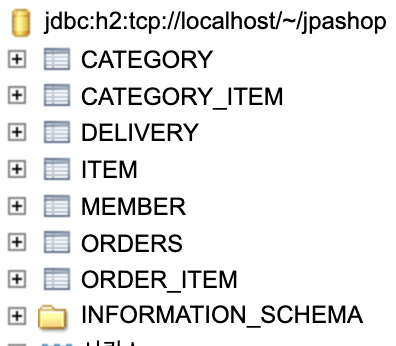 jdbc:h2:tcp://localhost/~/jpashop
CATEGORY
CATEGORY_ITEM
DELIVERY
ITEM
MEMBER
ORDERS
ORDER_ITEM
INFORMATION_SCHEMA